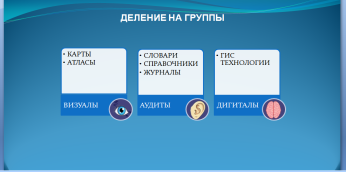 ДЕЛЕНИЕ НА ГРУППЫ
• КАРТЫ
• АТЛАСЫ
ВИЗУАЛЫ
• СЛОВАРИ
• СПРАВОЧНИКИ
• ЖУРНАЛЫ
АУДИТЫ
• ГИС
ТЕХНОЛОГИИ
ДИГИТАЛЫ